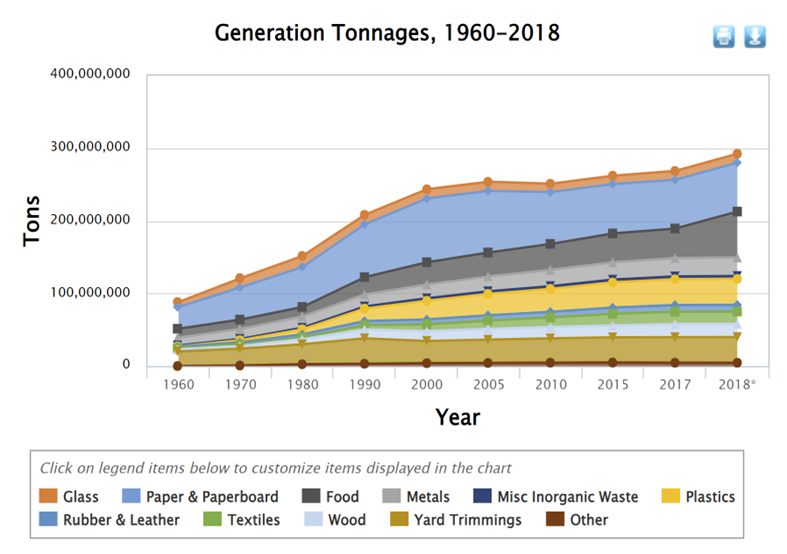 Generation Tonnages, 1960–2018
400,000,000
300,000,000
200,000,000
100,000,000
0
Tons
1960 1970 1980 1990 2000 2005 2010 2015 2017 2018*
Year
Click on legend items below to customize items displayed in the chart
Glass Paper & Paperboard Food Metals Misc Inorganic Waste Plastics
Rubber & Leather Textiles Wood Yard Trimmings Other